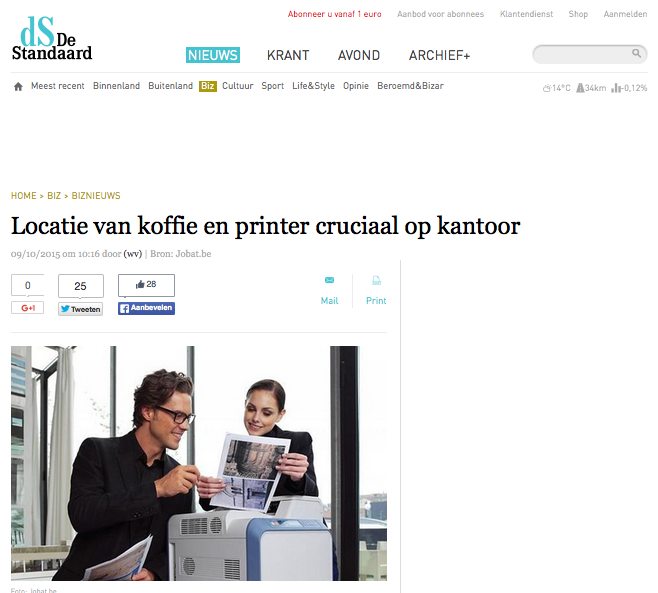 Abonneer u vanaf 1 euro Aanbod voor abonnees Klantendienst Shop Aanmelden
dS De
Standaard
NIEUWS KRANT AVOND ARCHIEF+
Meest recent Binnenland Buitenland Biz Cultuur Sport Life&Style Opinie Beroemd&Bizar 14°C 34km -0,12%
HOME > BIZ > BIZNIEUWS
Locatie van koffie en printer cruciaal op kantoor
09/10/2015 om 10:16 door (wv) | Bron: Jobat.be
0 25 28
G+1 Tweeten Aanbevelen
Mail Print
Foto: Jobat.be